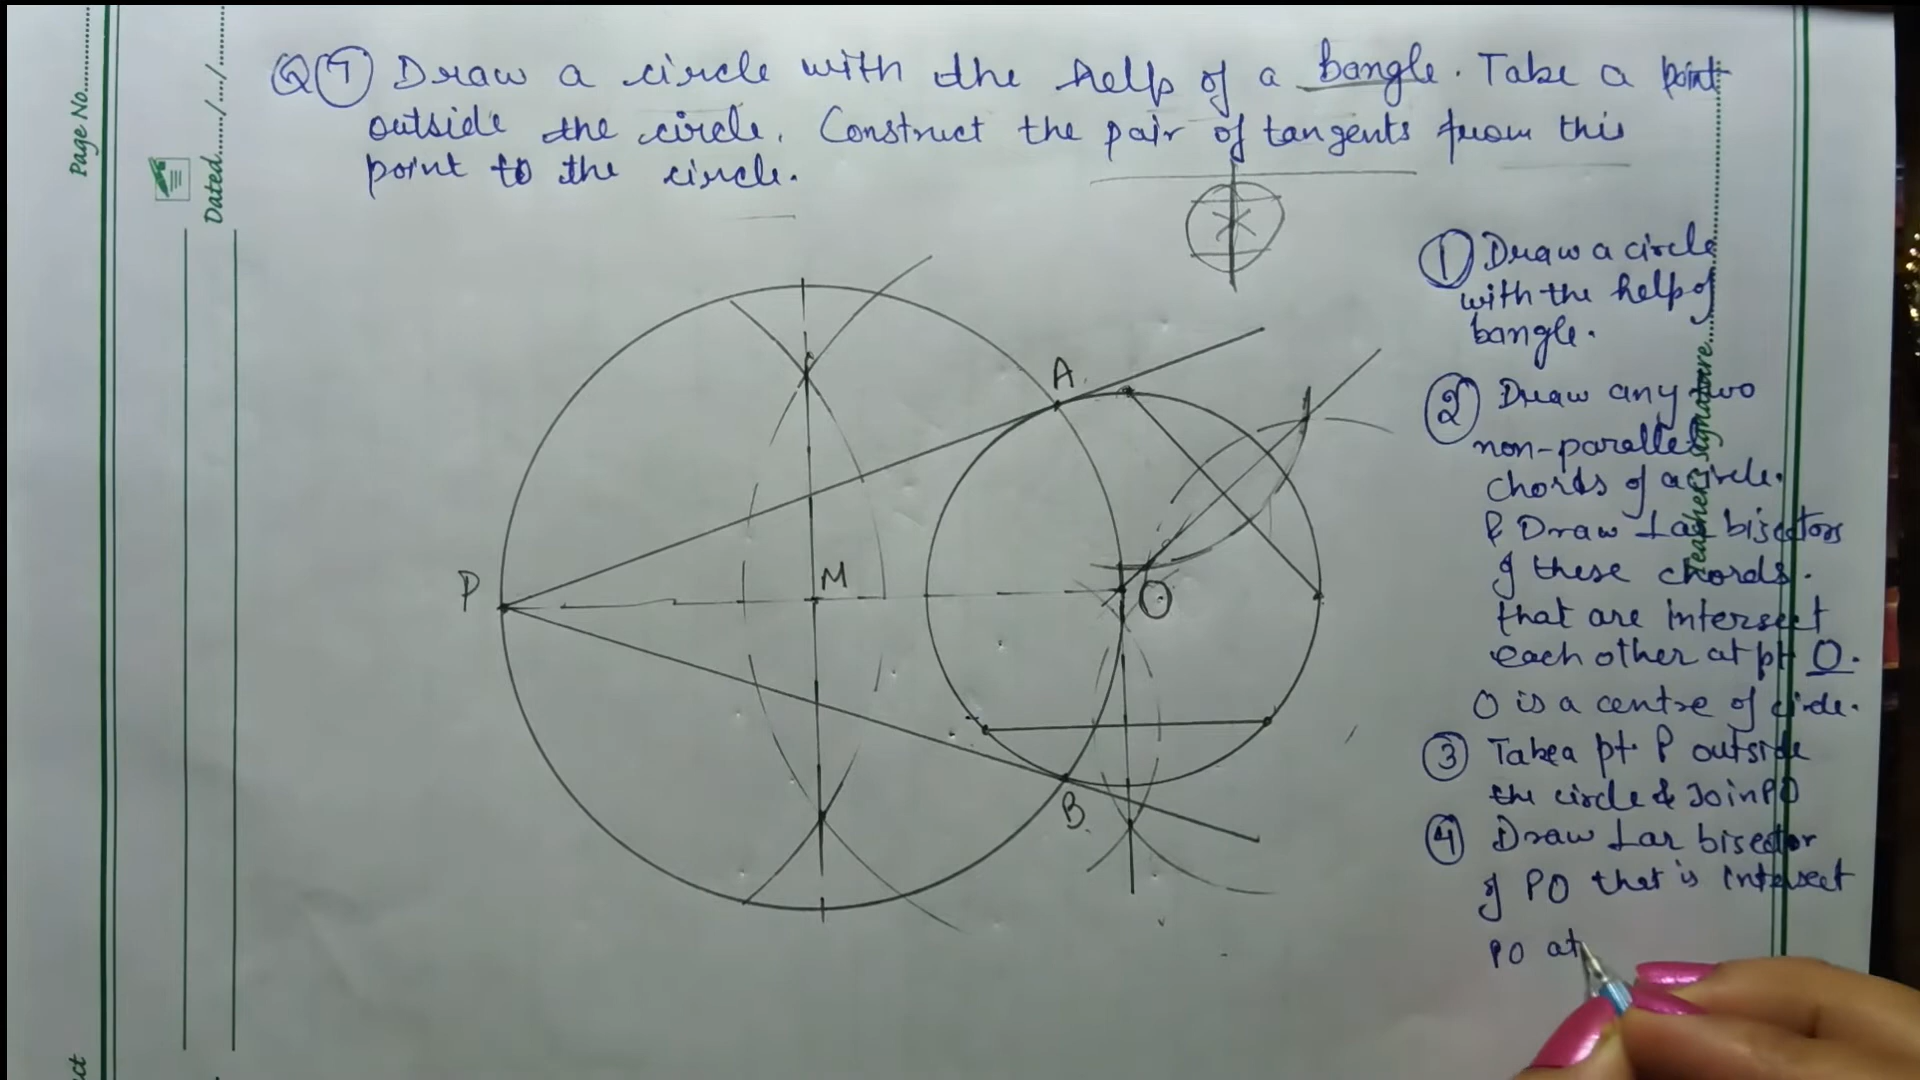 Page No..........
Dated....../..../....
Q 7 Draw a circle with the help of a bangle. Take a point
outside the circle. Construct the pair of tangents from this
point to the circle.
A
P
M
O
B
1 Draw a circle
with the help of
bangle.
2 Draw any two
non-parallel
chords of a circle.
& Draw ⊥ar bisectors
of these chords.
that are intersect
each other at pt O.
O is a centre of circle.
3 Take a pt. P outside
the circle & Join PO
4 Draw ⊥ar bisector
of PO that is intersect
PO at
Teacher's Signature..........
ct